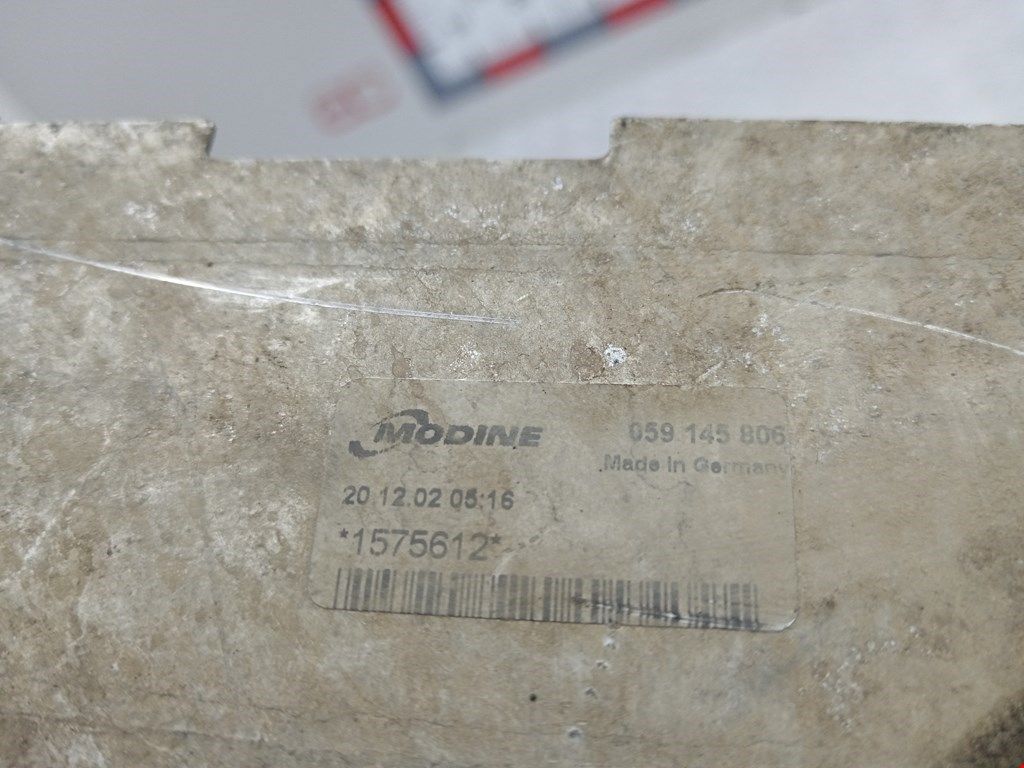 MODINE
059 145 806
Made in Germany
20.12.02 05:16
*1575612*